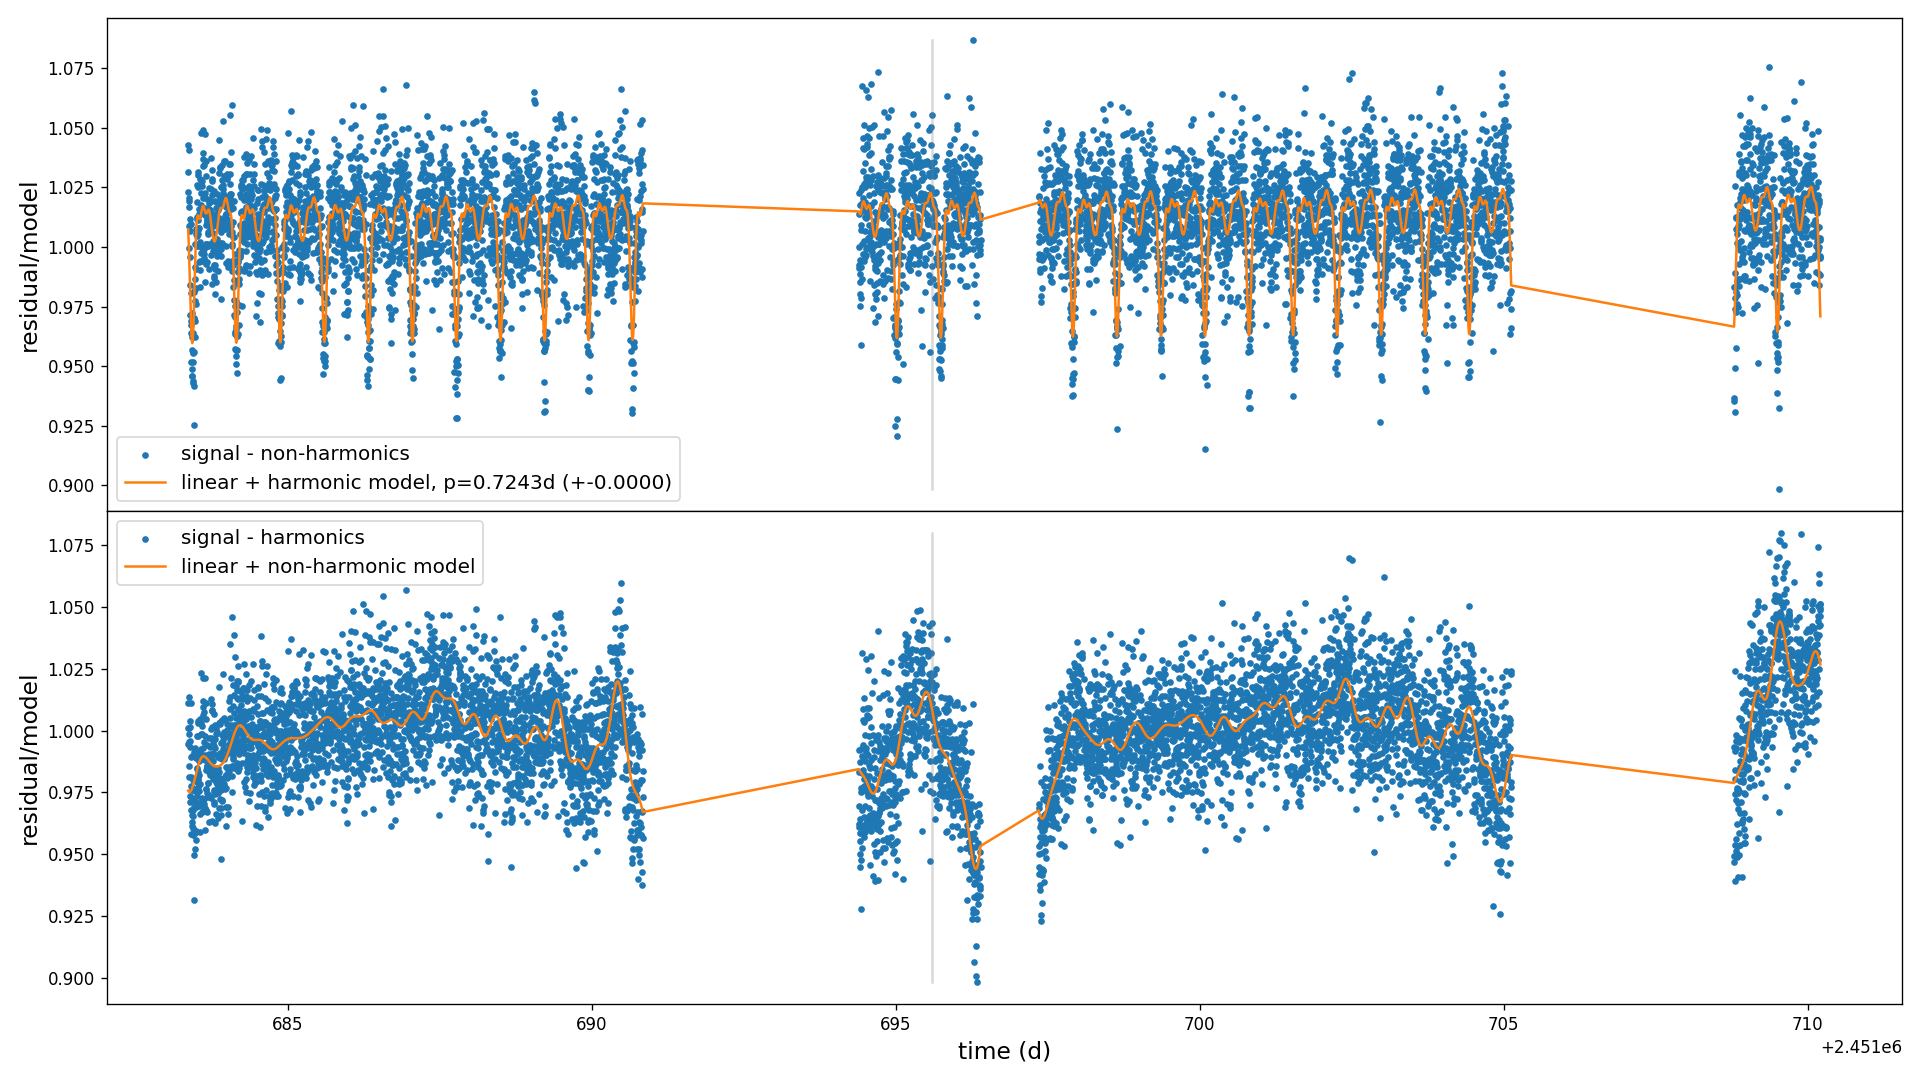 residual/model
1.075
1.050
1.025
1.000
0.975
0.950
0.925
0.900
signal - non-harmonics
linear + harmonic model, p=0.7243d (+-0.0000)
residual/model
1.075
1.050
1.025
1.000
0.975
0.950
0.925
0.900
signal - harmonics
linear + non-harmonic model
685 690 695 700 705 710
time (d)
+2.451e6